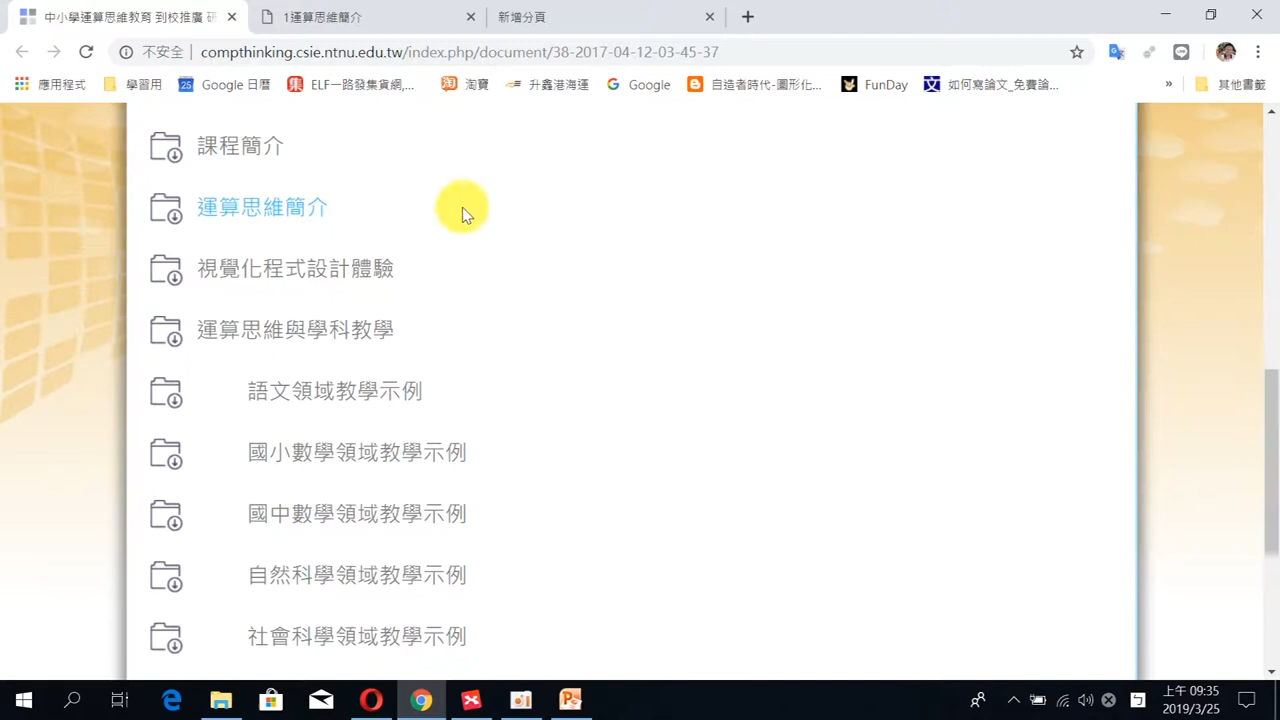 中小學運算思維教育 到校推廣 研
1運算思維簡介
新增分頁
不安全
compthinking.csie.ntnu.edu.tw/index.php/document/38-2017-04-12-03-45-37
應用程式
學習用
25
Google 日曆
集
ELF一路發集貨網,...
淘
淘寶
升鑫港海運
Google
自造者時代-圖形化...
FunDay
文
如何寫論文_免費論...
»
其他書籤
課程簡介
運算思維簡介
視覺化程式設計體驗
運算思維與學科教學
語文領域教學示例
國小數學領域教學示例
國中數學領域教學示例
自然科學領域教學示例
社會科學領域教學示例
上午 09:35
2019/3/25